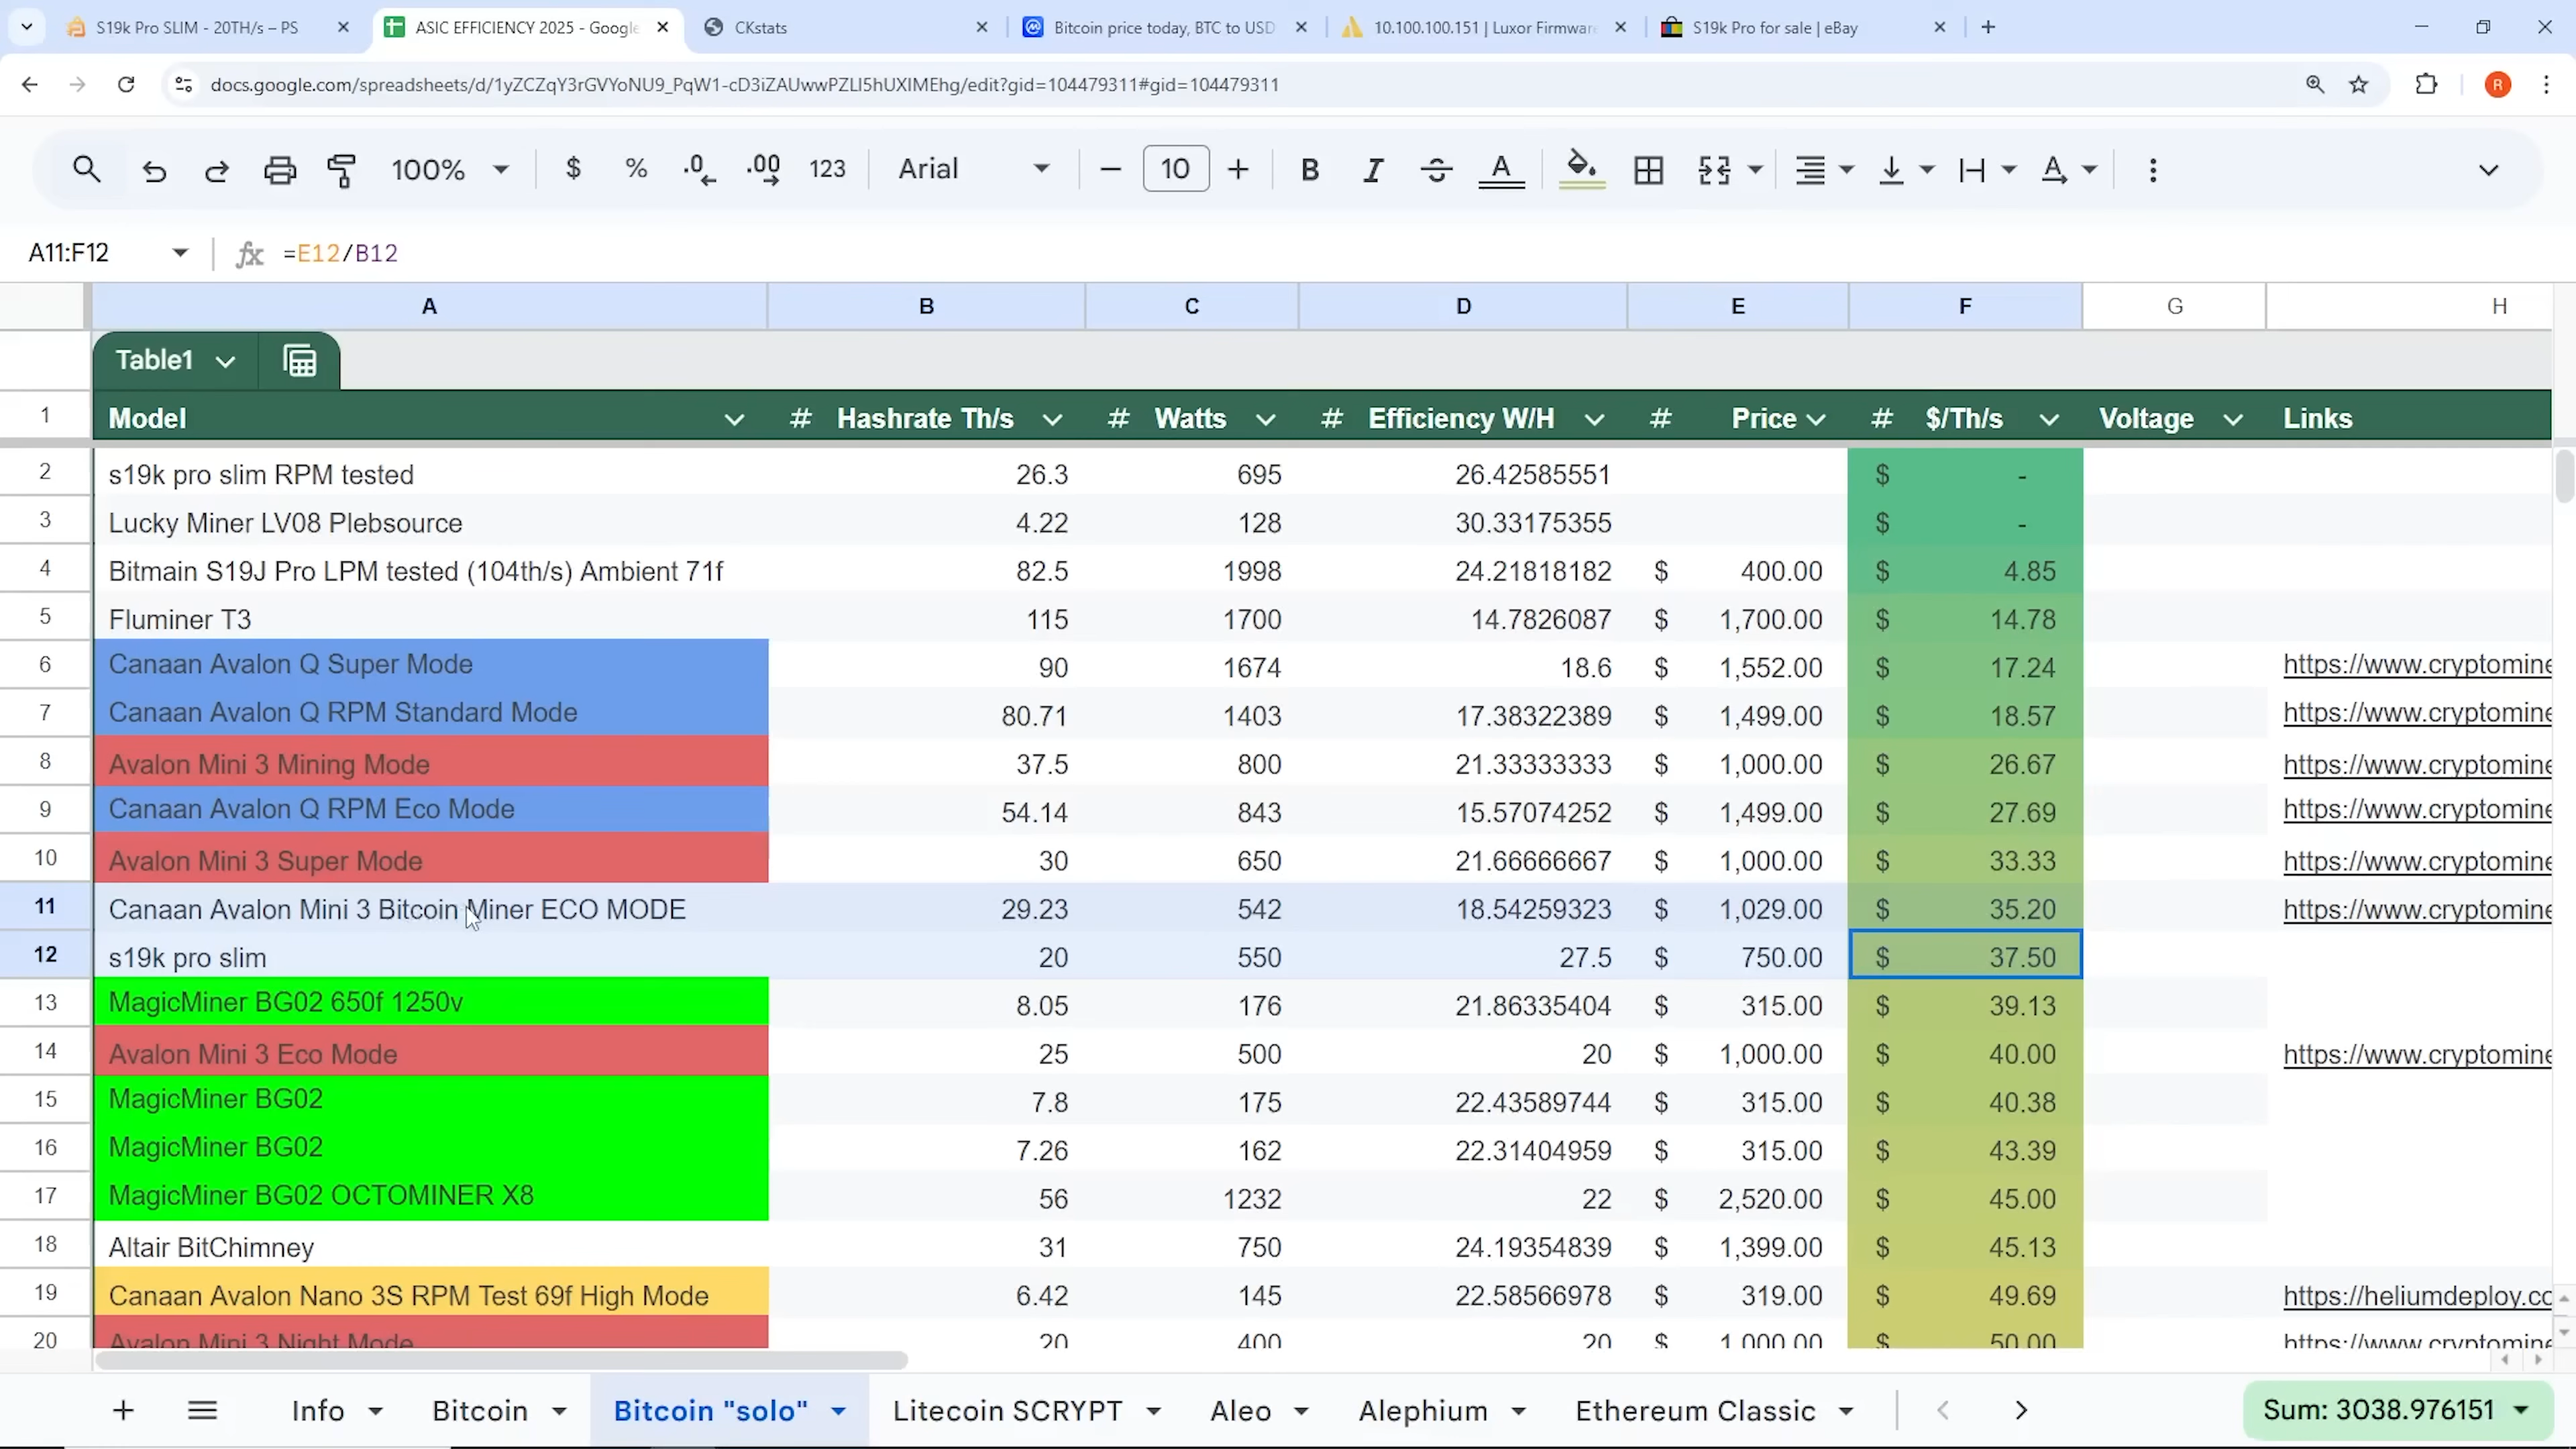 S19k Pro SLIM - 20TH/s – PS
ASIC EFFICIENCY 2025 - Google
CKstats
Bitcoin price today, BTC to USD
10.100.100.151 | Luxor Firmware
S19k Pro for sale | eBay
docs.google.com/spreadsheets/d/1yZCZqY3rGVYoNU9_PqW1-cD3iZAUwwPZLI5hUXIMEhg/edit?gid=104479311#gid=104479311
R
100% $ % .0 .00 123 Arial 10 B I A
A11:F12 =E12/B12
A B C D E F G H
Table1
1 Model # Hashrate Th/s # Watts # Efficiency W/H # Price # $/Th/s Voltage Links
2 s19k pro slim RPM tested 26.3 695 26.42585551 $ -
3 Lucky Miner LV08 Plebsource 4.22 128 30.33175355 $ -
4 Bitmain S19J Pro LPM tested (104th/s) Ambient 71f 82.5 1998 24.21818182 $ 400.00 $ 4.85
5 Fluminer T3 115 1700 14.7826087 $ 1,700.00 $ 14.78
6 Canaan Avalon Q Super Mode 90 1674 18.6 $ 1,552.00 $ 17.24 https://www.cryptomine
7 Canaan Avalon Q RPM Standard Mode 80.71 1403 17.38322389 $ 1,499.00 $ 18.57 https://www.cryptomine
8 Avalon Mini 3 Mining Mode 37.5 800 21.33333333 $ 1,000.00 $ 26.67 https://www.cryptomine
9 Canaan Avalon Q RPM Eco Mode 54.14 843 15.57074252 $ 1,499.00 $ 27.69 https://www.cryptomine
10 Avalon Mini 3 Super Mode 30 650 21.66666667 $ 1,000.00 $ 33.33 https://www.cryptomine
11 Canaan Avalon Mini 3 Bitcoin Miner ECO MODE 29.23 542 18.54259323 $ 1,029.00 $ 35.20 https://www.cryptomine
12 s19k pro slim 20 550 27.5 $ 750.00 $ 37.50
13 MagicMiner BG02 650f 1250v 8.05 176 21.86335404 $ 315.00 $ 39.13
14 Avalon Mini 3 Eco Mode 25 500 20 $ 1,000.00 $ 40.00 https://www.cryptomine
15 MagicMiner BG02 7.8 175 22.43589744 $ 315.00 $ 40.38
16 MagicMiner BG02 7.26 162 22.31404959 $ 315.00 $ 43.39
17 MagicMiner BG02 OCTOMINER X8 56 1232 22 $ 2,520.00 $ 45.00
18 Altair BitChimney 31 750 24.19354839 $ 1,399.00 $ 45.13
19 Canaan Avalon Nano 3S RPM Test 69f High Mode 6.42 145 22.58566978 $ 319.00 $ 49.69 https://heliumdeploy.co
20 Avalon Mini 3 Night Mode 20 400 20 $ 1,000.00 $ 50.00 https://www.cryptomine
Info Bitcoin Bitcoin "solo" Litecoin SCRYPT Aleo Alephium Ethereum Classic Sum: 3038.976151